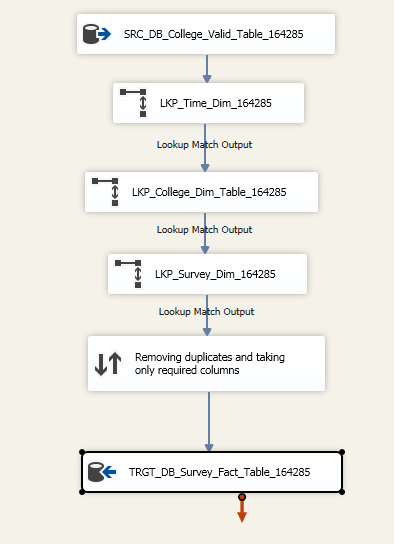 SRC_DB_College_Valid_Table_164285
LKP_Time_Dim_164285
Lookup Match Output
LKP_College_Dim_Table_164285
Lookup Match Output
LKP_Survey_Dim_164285
Lookup Match Output
Removing duplicates and taking
only required columns
TRGT_DB_Survey_Fact_Table_164285